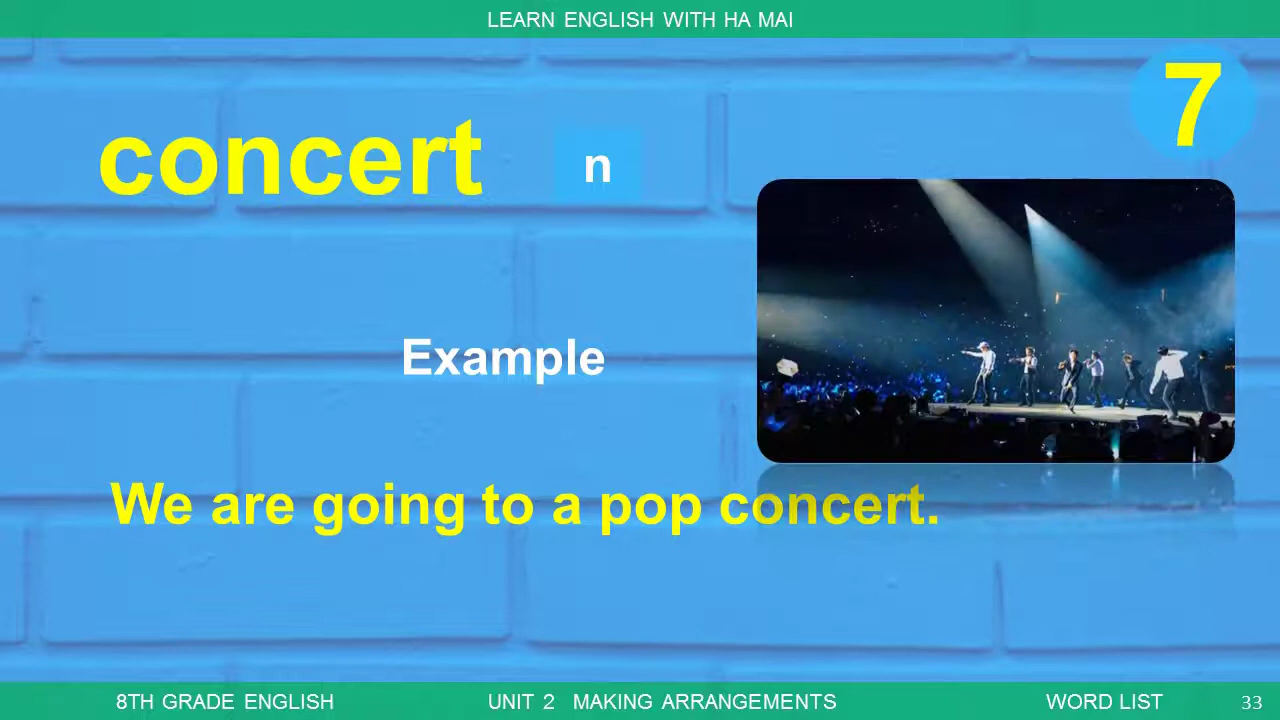 LEARN ENGLISH WITH HA MAI
7
concert n
Example
We are going to a pop concert.
8TH GRADE ENGLISH UNIT 2 MAKING ARRANGEMENTS WORD LIST 33